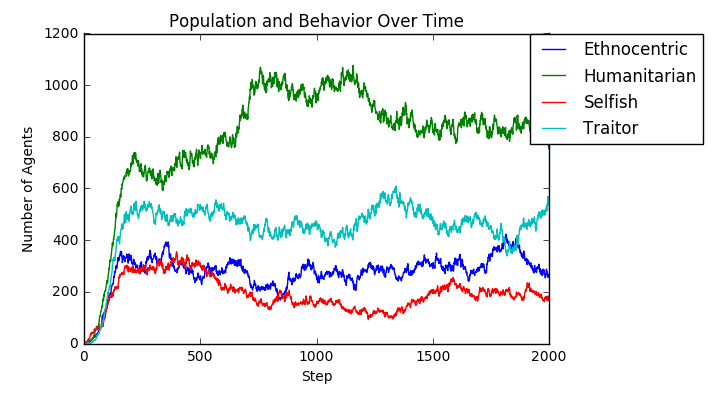 Population and Behavior Over Time
1200
1000
800
600
400
200
0
Number of Agents
0 500 1000 1500 2000
Step
Ethnocentric
Humanitarian
Selfish
Traitor